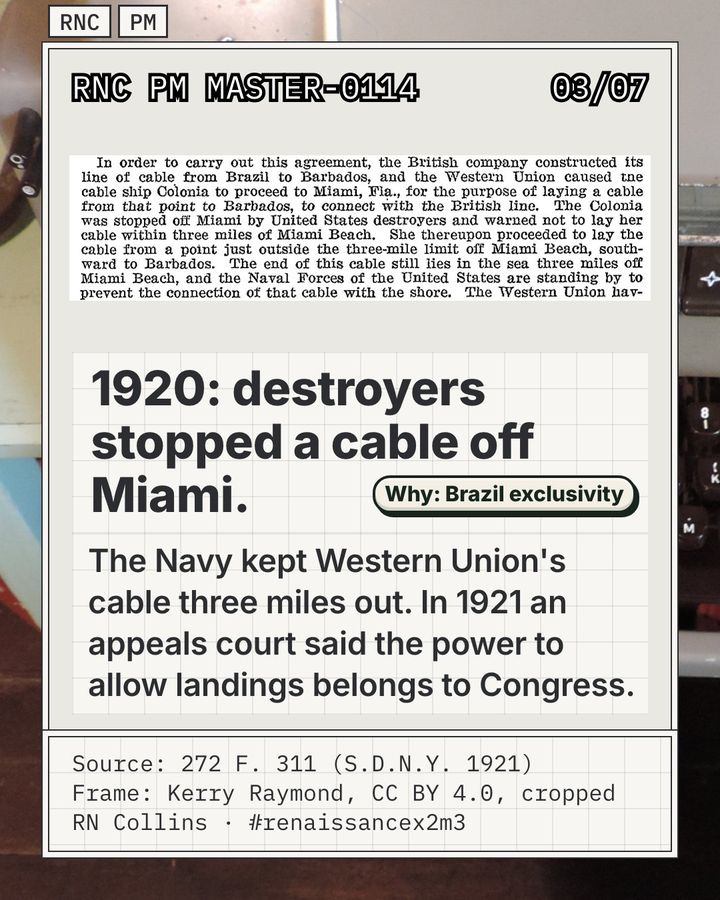 RNC PM
RNC PM MASTER-0114 03/07
In order to carry out this agreement, the British company constructed its
line of cable from Brazil to Barbados, and the Western Union caused the
cable ship Colonia to proceed to Miami, Fla., for the purpose of laying a cable
from that point to Barbados, to connect with the British line. The Colonia
was stopped off Miami by United States destroyers and warned not to lay her
cable within three miles of Miami Beach. She thereupon proceeded to lay the
cable from a point just outside the three-mile limit off Miami Beach, south-
ward to Barbados. The end of this cable still lies in the sea three miles off
Miami Beach, and the Naval Forces of the United States are standing by to
prevent the connection of that cable with the shore. The Western Union hav-
1920: destroyers
stopped a cable off
Miami.
Why: Brazil exclusivity
The Navy kept Western Union's
cable three miles out. In 1921 an
appeals court said the power to
allow landings belongs to Congress.
Source: 272 F. 311 (S.D.N.Y. 1921)
Frame: Kerry Raymond, CC BY 4.0, cropped
RN Collins · #renaissancex2m3
8
K
M